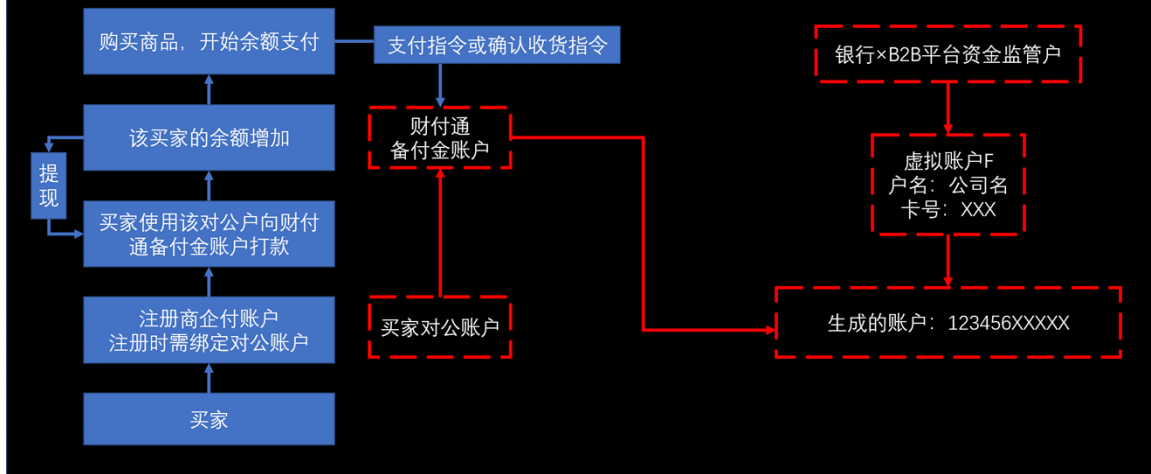 购买商品，开始余额支付
支付指令或确认收货指令
银行×B2B平台资金监管户
该买家的余额增加
财付通
备付金账户
虚拟账户F
户名：公司名
卡号：XXX
提
现
买家使用该对公户向财付
通备付金账户打款
注册商企付账户
注册时需绑定对公账户
买家对公账户
生成的账户：123456XXXXX
买家